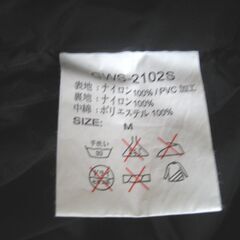 GWS-2102S
表地：ナイロン100%/PVC加工
裏地：ナイロン100%
中綿：ポリエステル100%
SIZE: M
手洗い
30